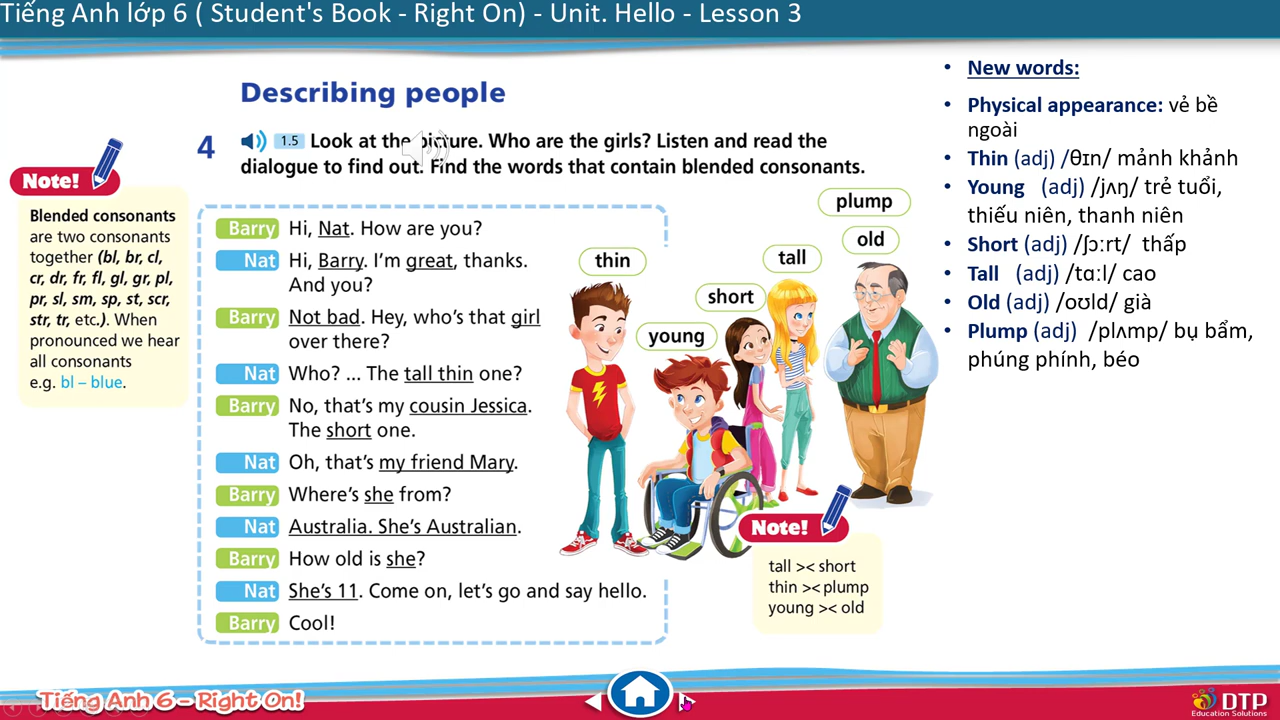 Tiếng Anh lớp 6 ( Student's Book - Right On) - Unit. Hello - Lesson 3
Describing people
4 1.5 Look at the picture. Who are the girls? Listen and read the
dialogue to find out. Find the words that contain blended consonants.
Note!
Blended consonants
are two consonants
together (bl, br, cl,
cr, dr, fr, fl, gl, gr, pl,
pr, sl, sm, sp, st, scr,
str, tr, etc.). When
pronounced we hear
all consonants
e.g. bl – blue.
Barry Hi, Nat. How are you?
Nat Hi, Barry. I'm great, thanks.
And you?
Barry Not bad. Hey, who's that girl
over there?
Nat Who? ... The tall thin one?
Barry No, that's my cousin Jessica.
The short one.
Nat Oh, that's my friend Mary.
Barry Where's she from?
Nat Australia. She's Australian.
Barry How old is she?
Nat She's 11. Come on, let's go and say hello.
Barry Cool!
thin
young
short
tall
plump
old
Note!
tall >< short
thin >< plump
young >< old
• New words:
• Physical appearance: vẻ bề
ngoài
• Thin (adj) /θɪn/ mảnh khảnh
• Young (adj) /jʌŋ/ trẻ tuổi,
thiếu niên, thanh niên
• Short (adj) /ʃɔːrt/ thấp
• Tall (adj) /tɑːl/ cao
• Old (adj) /oʊld/ già
• Plump (adj) /plʌmp/ bụ bẩm,
phúng phính, béo
Tiếng Anh 6 – Right On!
DTP
Education Solutions